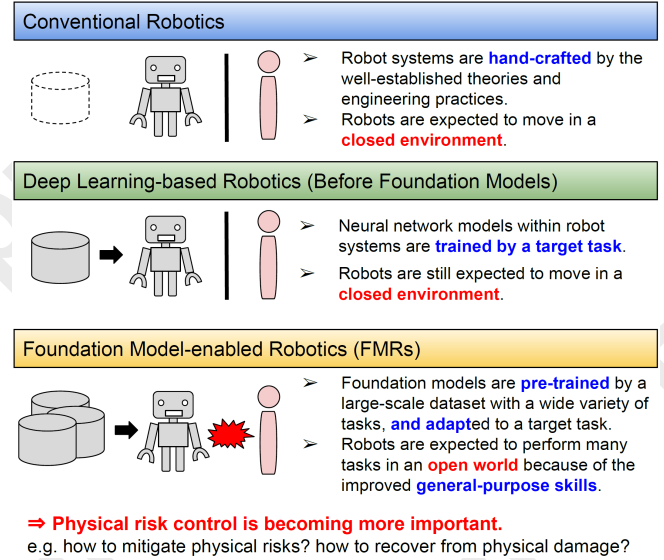 Conventional Robotics
➢ Robot systems are hand-crafted by the
well-established theories and
engineering practices.
➢ Robots are expected to move in a
closed environment.
Deep Learning-based Robotics (Before Foundation Models)
➢ Neural network models within robot
systems are trained by a target task.
➢ Robots are still expected to move in a
closed environment.
Foundation Model-enabled Robotics (FMRs)
➢ Foundation models are pre-trained by a
large-scale dataset with a wide variety of
tasks, and adapted to a target task.
➢ Robots are expected to perform many
tasks in an open world because of the
improved general-purpose skills.
⇒ Physical risk control is becoming more important.
e.g. how to mitigate physical risks? how to recover from physical damage?